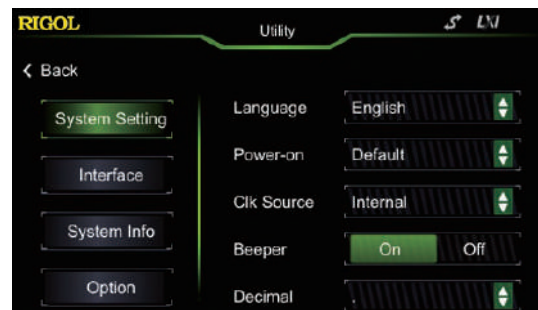 RIGOL Utility LXI
Back
System Setting
Interface
System Info
Option
Language English
Power-on Default
Clk Source Internal
Beeper On Off
Decimal .